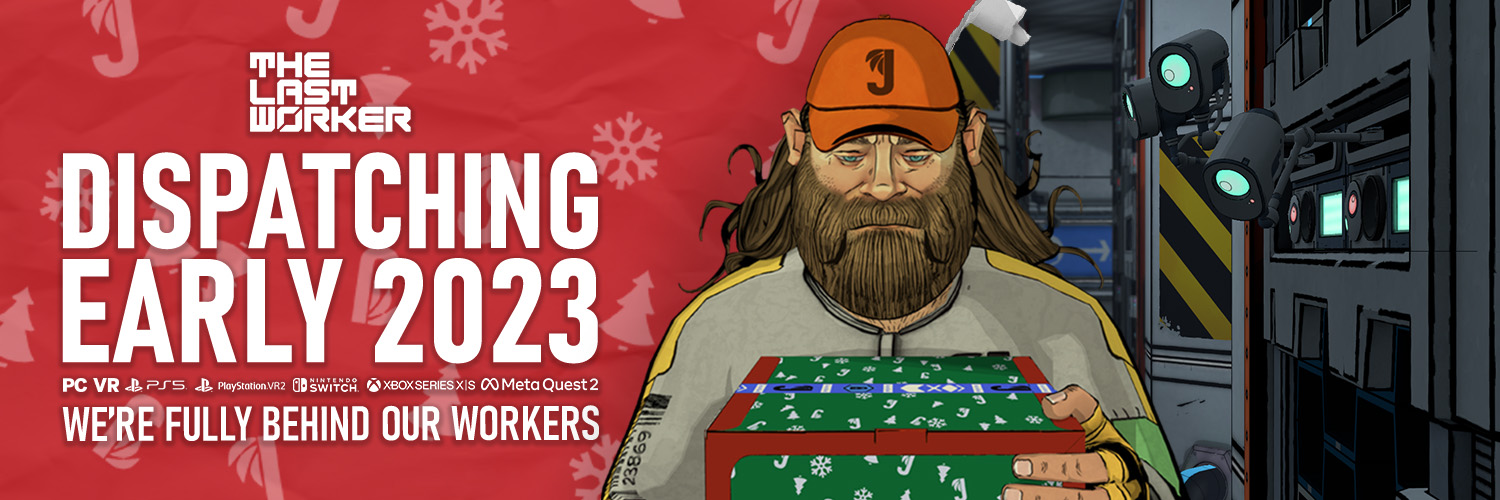 THE
LAST
WORKER
DISPATCHING
EARLY 2023
PC VR PS5 PlayStation.VR2 NINTENDO SWITCH XBOX SERIES X|S Meta Quest 2
WE'RE FULLY BEHIND OUR WORKERS
J
23869